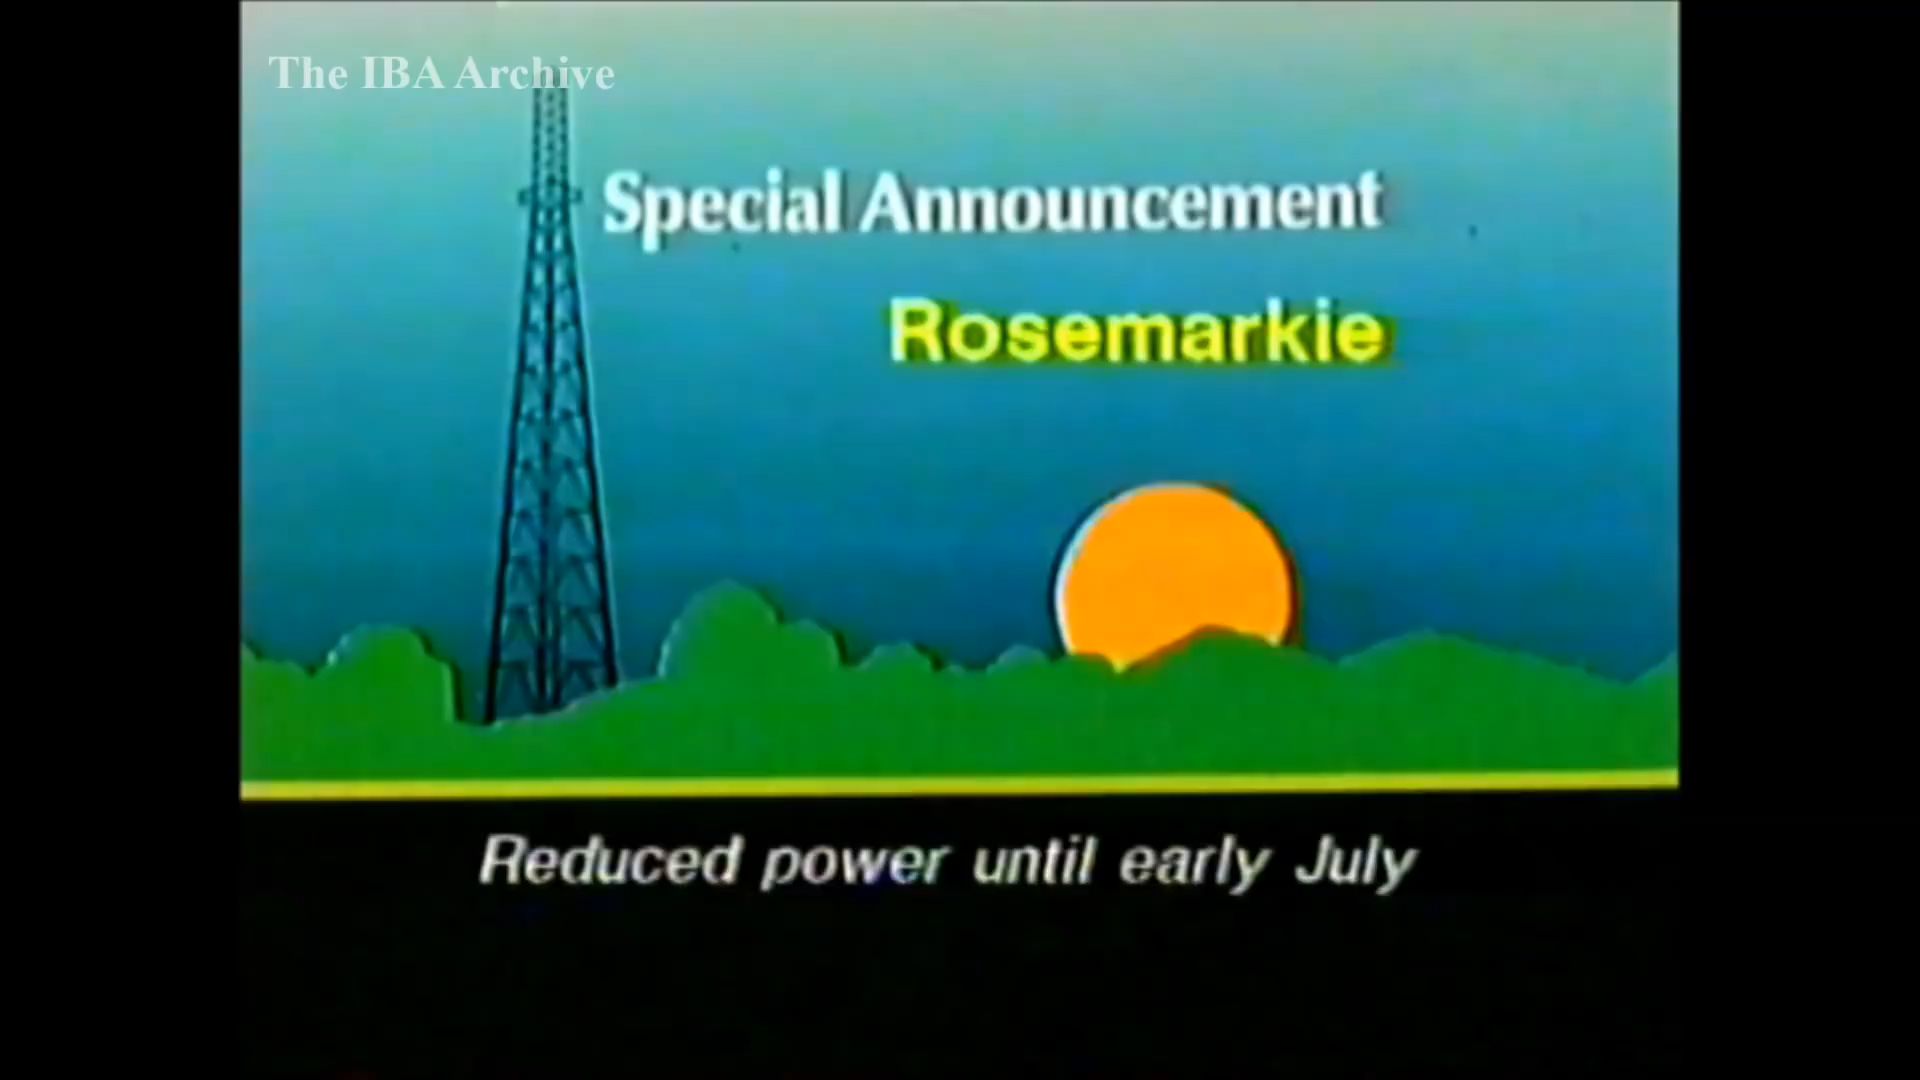 The IBA Archive
Special Announcement
Rosemarkie
Reduced power until early July